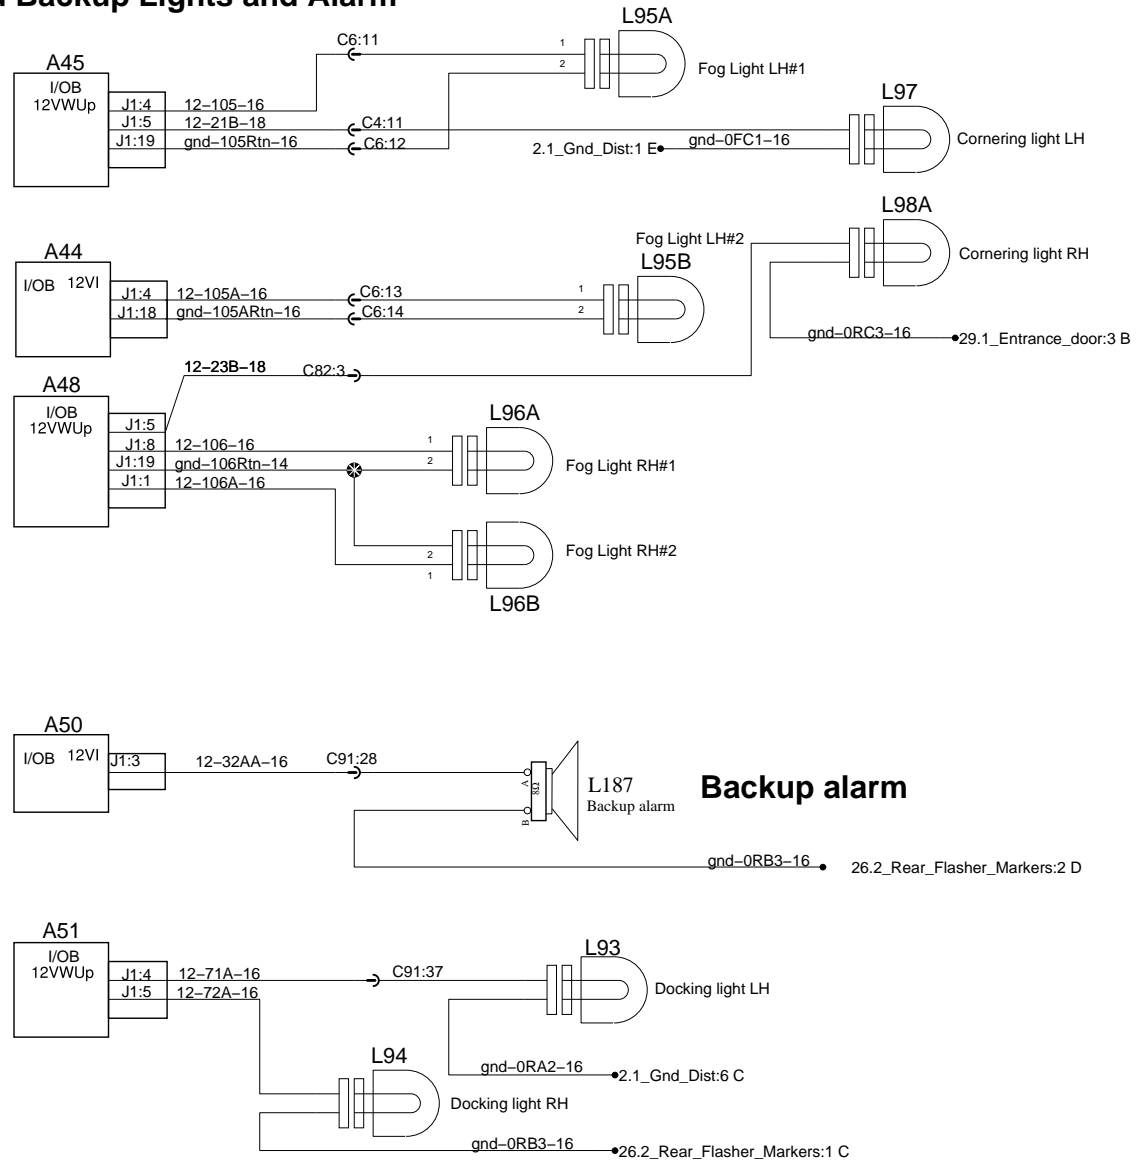 Backup Lights and Alarm
L95A
C6:11
1
A45
2
Fog Light LH#1
I/OB
12VWUp
L97
J1:4 12–105–16
J1:5 12–21B–18 C4:11
J1:19 gnd–105Rtn–16 C6:12
2.1_Gnd_Dist:1 E gnd–0FC1–16
Cornering light LH
L98A
Fog Light LH#2
A44
L95B
Cornering light RH
I/OB 12VI
J1:4 12–105A–16 C6:13 1
J1:18 gnd–105ARtn–16 C6:14 2
gnd–0RC3–16
29.1_Entrance_door:3 B
12–23B–18 C82:3
A48
I/OB
12VWUp
L96A
J1:5
J1:8 12–106–16 1
J1:19 gnd–106Rtn–14 2
Fog Light RH#1
J1:1 12–106A–16
2
Fog Light RH#2
1
L96B
A50
I/OB 12VI J1:3 12–32AA–16 C91:28
A
8Ω
B
L187
Backup alarm
Backup alarm
gnd–0RB3–16 26.2_Rear_Flasher_Markers:2 D
A51
I/OB
12VWUp
L93
J1:4 12–71A–16 C91:37
J1:5 12–72A–16
Docking light LH
L94
gnd–0RA2–16 2.1_Gnd_Dist:6 C
Docking light RH
gnd–0RB3–16 26.2_Rear_Flasher_Markers:1 C